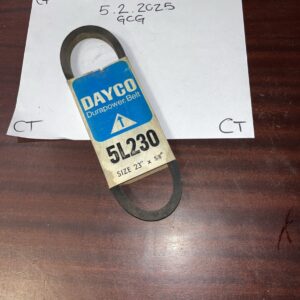 5.2.2025
GCG
DAYCO
Durapower Belt
5L230
SIZE 23" x 5/8"
CT
CT